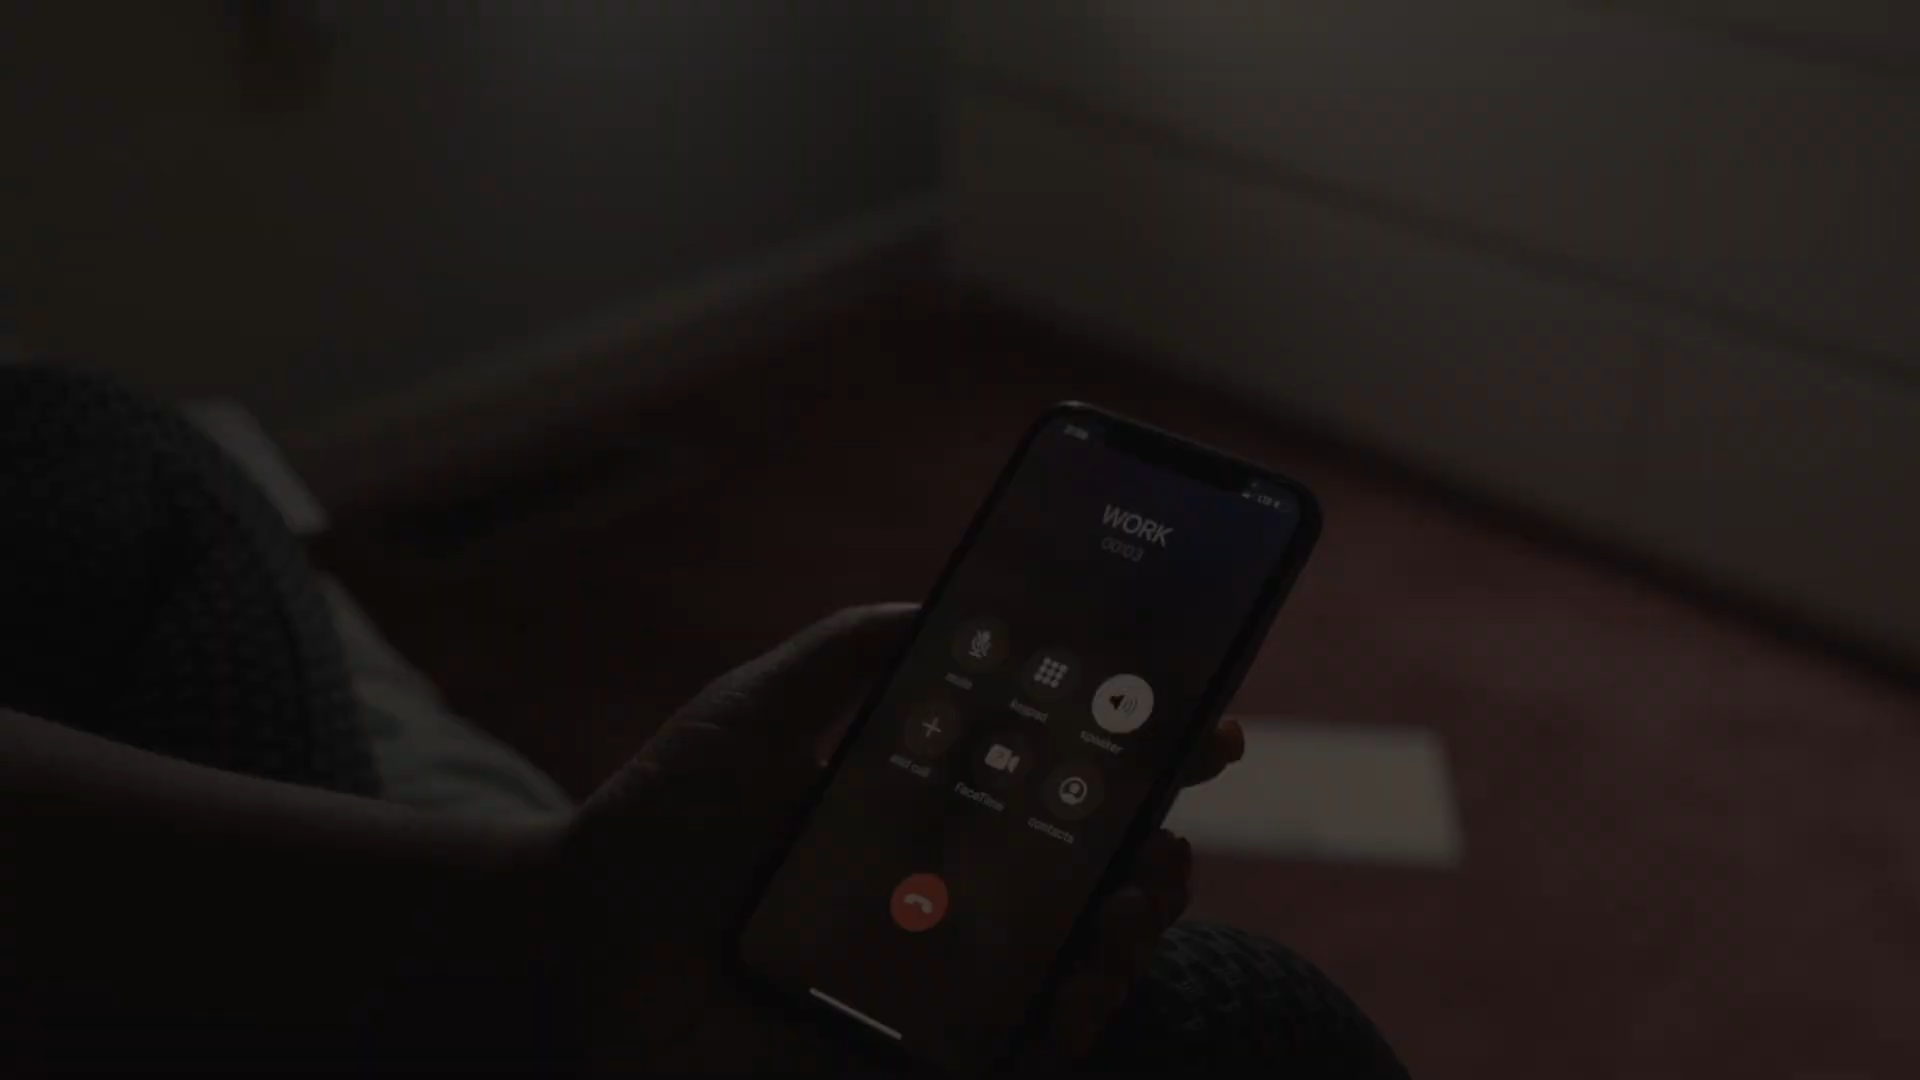 WORK
00:03
mute
keypad
speaker
add call
FaceTime
contacts